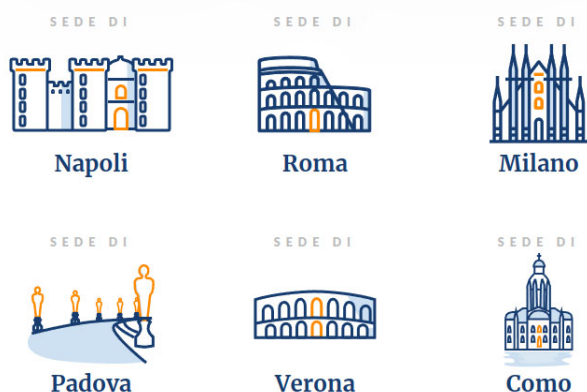 SEDE DI
SEDE DI
SEDE DI
Napoli
Roma
Milano
SEDE DI
SEDE DI
SEDE DI
Padova
Verona
Como